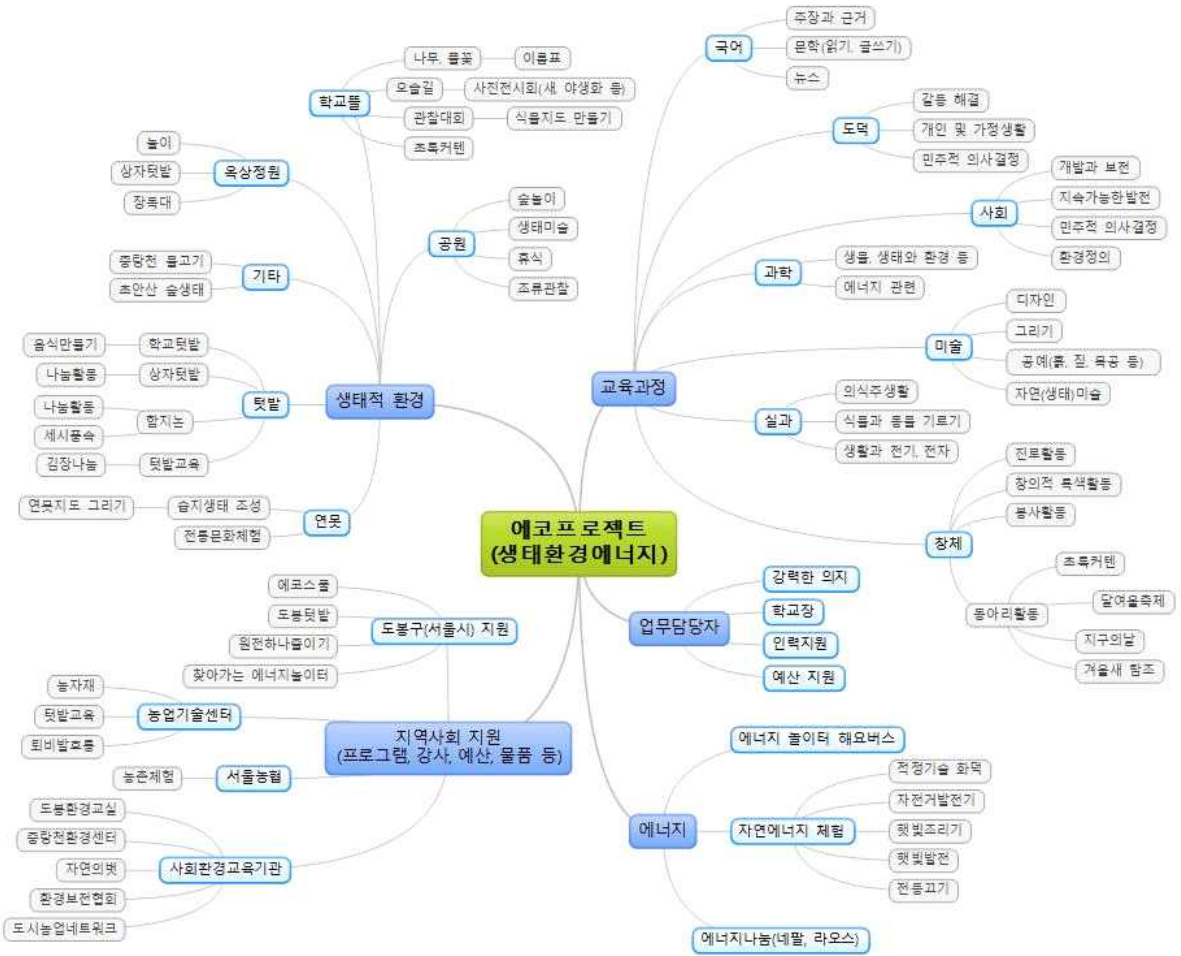 에코프로젝트
(생태환경에너지)
생태적 환경
학교뜰
나무, 풀꽃
이름표
오솔길
사진전시회(새, 야생화 등)
관찰대회
식물지도 만들기
초록커텐
옥상정원
놀이
상자텃밭
장독대
공원
숲놀이
생태미술
휴식
조류관찰
기타
중랑천 물고기
초안산 숲생태
텃밭
학교텃밭
음식만들기
상자텃밭
나눔활동
합지논
나눔활동
세시풍속
텃밭교육
김장나눔
연못
습지생태 조성
연못지도 그리기
전통문화체험
교육과정
국어
주장과 근거
문학(읽기, 글쓰기)
뉴스
도덕
갈등 해결
개인 및 가정생활
민주적 의사결정
사회
개발과 보전
지속가능한발전
민주적 의사결정
환경정의
과학
생물, 생태와 환경 등
에너지 관련
미술
디자인
그리기
공예(흙, 짚, 목공 등)
자연(생태)미술
실과
의식주생활
식물과 동물 기르기
생활과 전기, 전자
창체
진로활동
창의적 특색활동
봉사활동
동아리활동
초록커텐
달여울축제
지구의날
겨울새 탐조
업무담당자
강력한 의지
학교장
인력지원
예산 지원
에너지
에너지 놀이터 해요버스
자연에너지 체험
적정기술 화덕
자전거발전기
햇빛조리기
햇빛발전
전등끄기
에너지나눔(네팔, 라오스)
지역사회 지원
(프로그램, 강사, 예산, 물품 등)
도봉구(서울시) 지원
에코스쿨
도봉텃밭
원전하나줄이기
찾아가는 에너지놀이터
농업기술센터
농자재
텃밭교육
퇴비발효통
서울농협
농촌체험
사회환경교육기관
도봉환경교실
중랑천환경센터
자연의벗
환경보전협회
도시농업네트워크